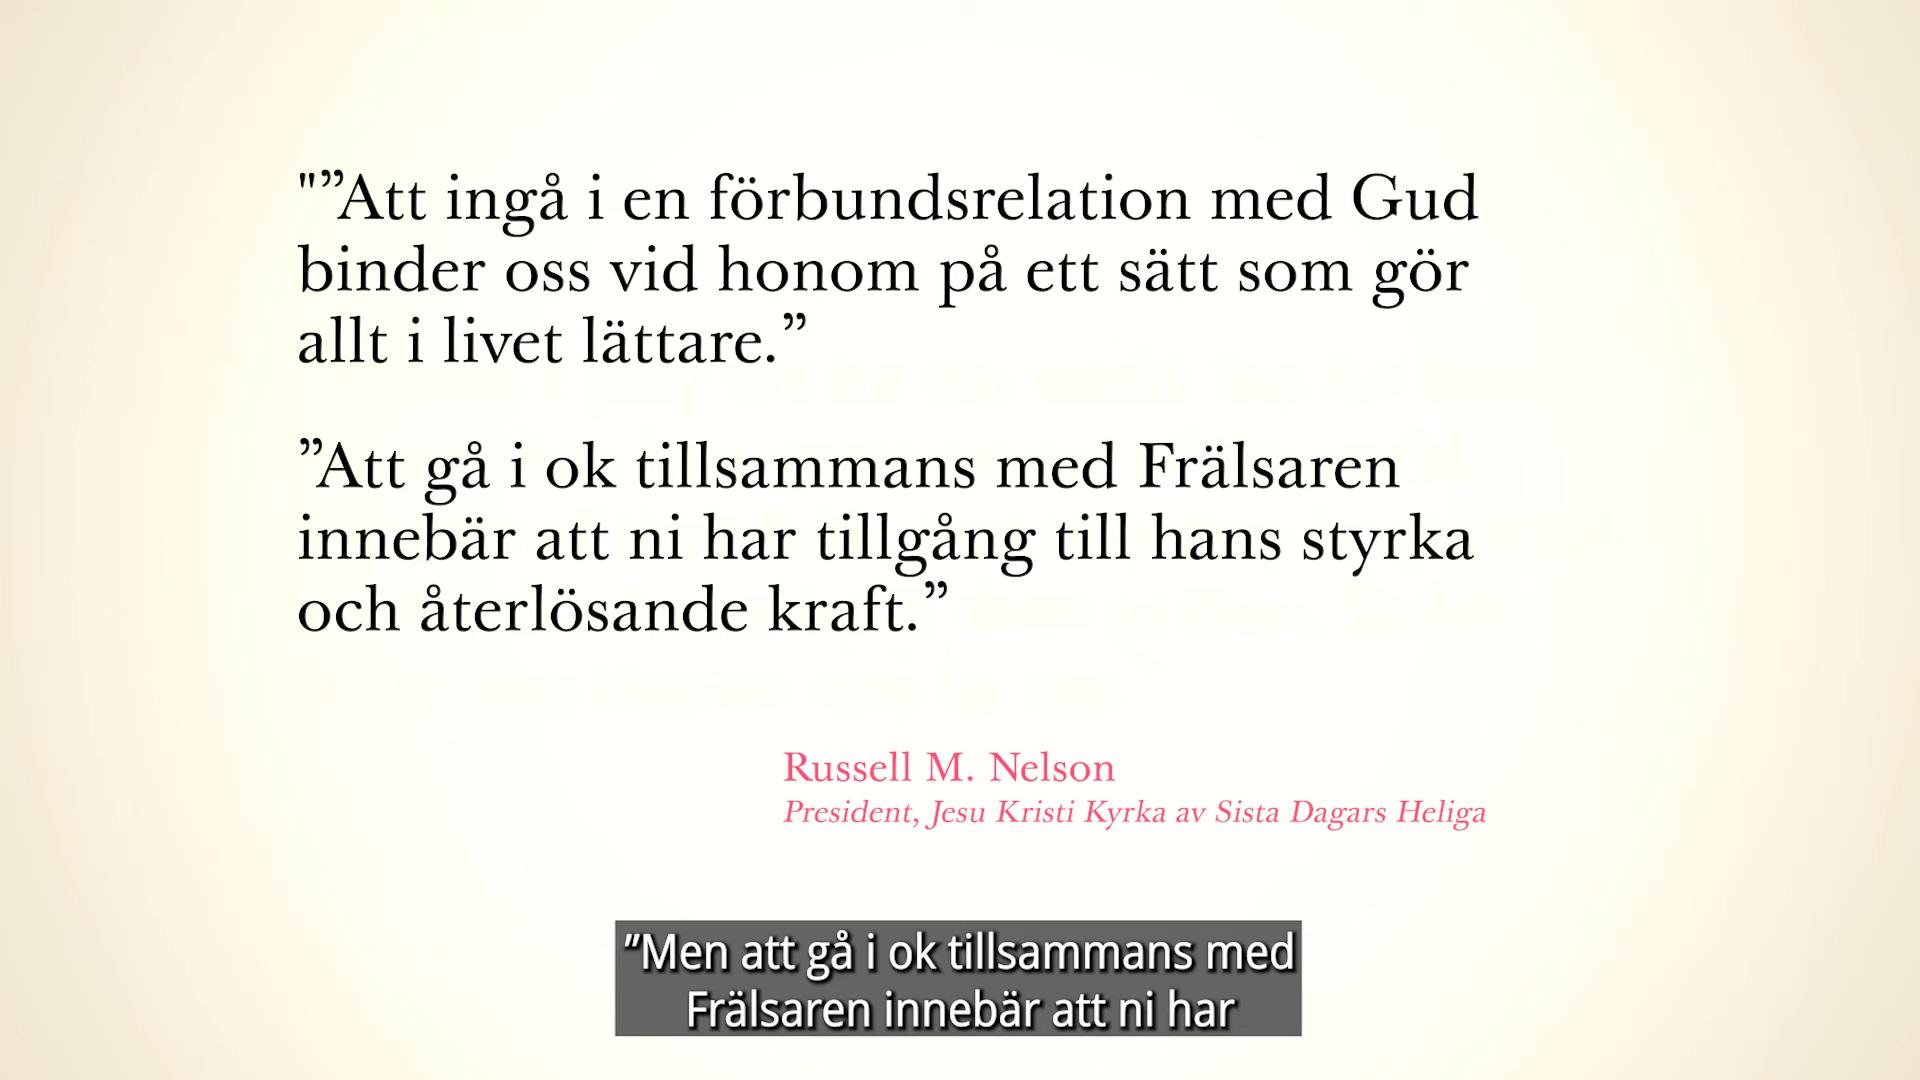 "”Att ingå i en förbundsrelation med Gud
binder oss vid honom på ett sätt som gör
allt i livet lättare.”
”Att gå i ok tillsammans med Frälsaren
innebär att ni har tillgång till hans styrka
och återlösande kraft.”
Russell M. Nelson
President, Jesu Kristi Kyrka av Sista Dagars Heliga
”Men att gå i ok tillsammans med
Frälsaren innebär att ni har